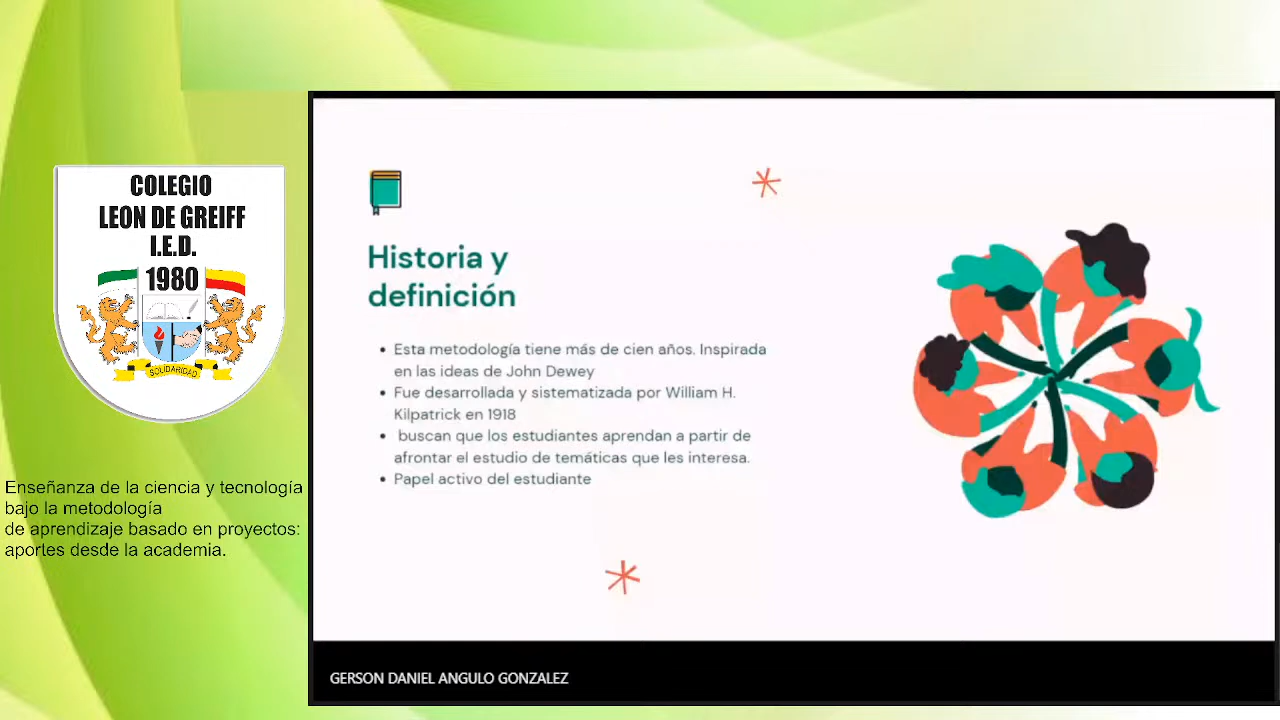 COLEGIO
LEON DE GREIFF
I.E.D.
1980
SOLIDARIDAD
Enseñanza de la ciencia y tecnología
bajo la metodología
de aprendizaje basado en proyectos:
aportes desde la academia.
Historia y
definición
• Esta metodología tiene más de cien años. Inspirada
en las ideas de John Dewey
• Fue desarrollada y sistematizada por William H.
Kilpatrick en 1918
• buscan que los estudiantes aprendan a partir de
afrontar el estudio de temáticas que les interesa.
• Papel activo del estudiante
GERSON DANIEL ANGULO GONZALEZ